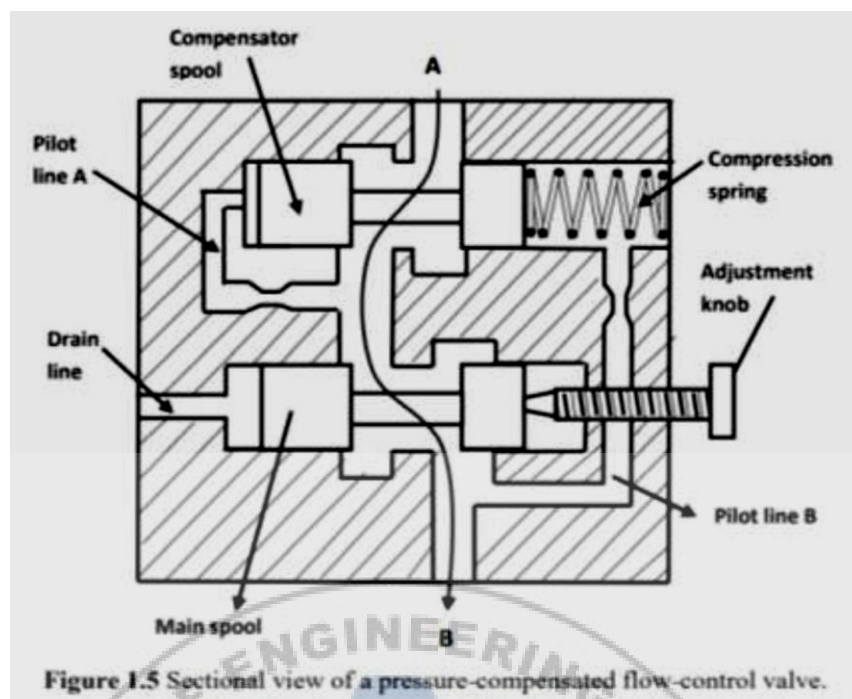 Compensator
spool
A
Pilot
line A
Compression
spring
Adjustment
knob
Drain
line
Pilot line B
Main spool
B
ENGINEERIN
Figure 1.5 Sectional view of a pressure-compensated flow-control valve.